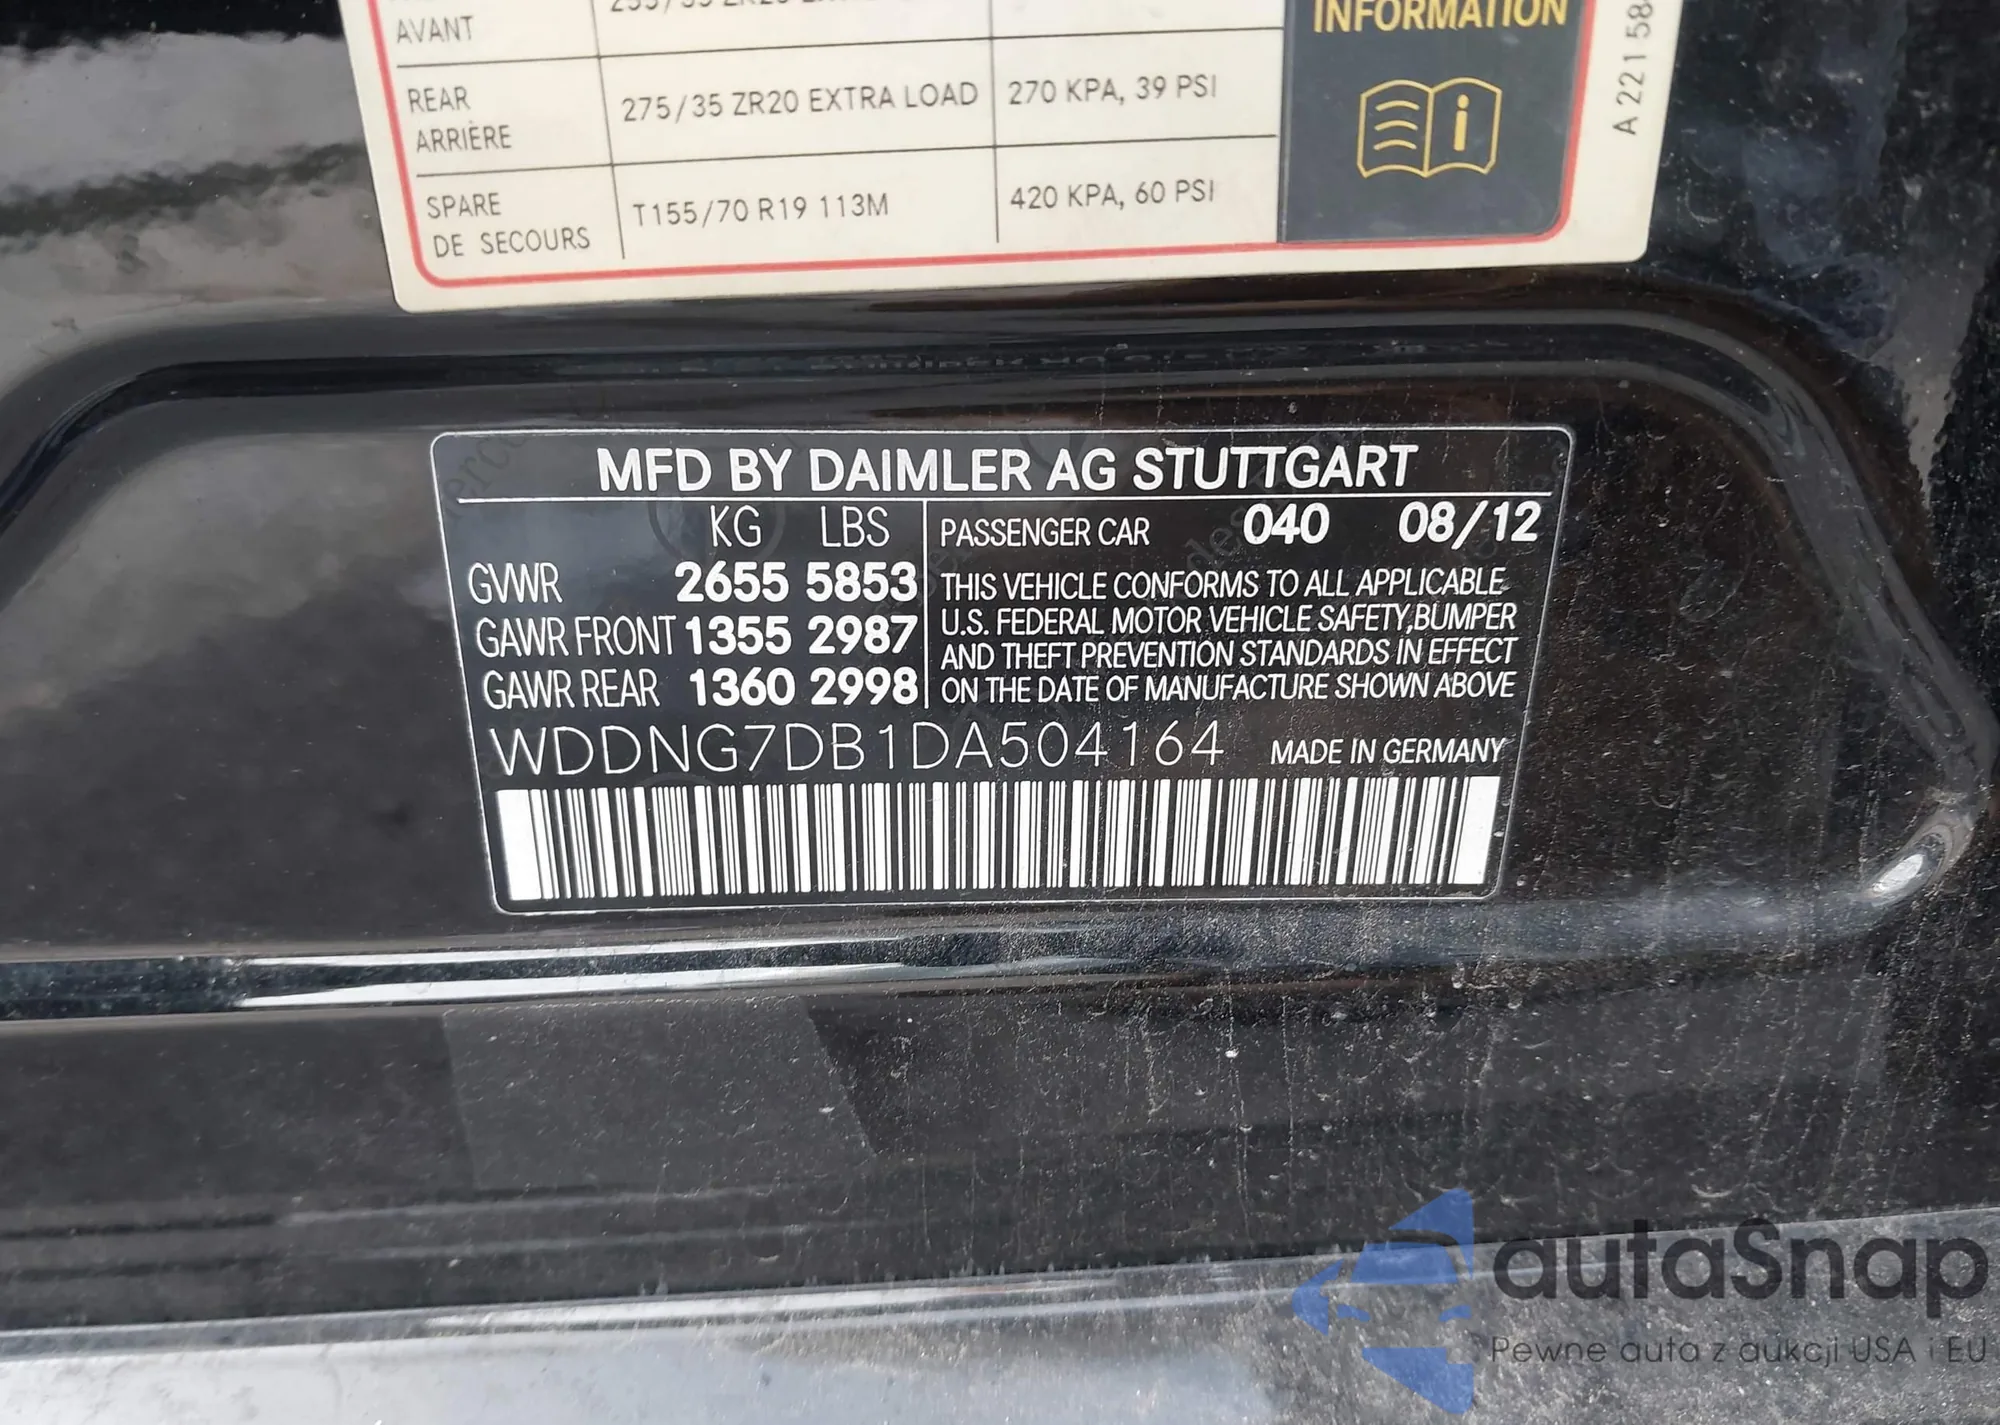 AVANT
INFORMATION
REAR
ARRIÈRE
275/35 ZR20 EXTRA LOAD
270 KPA, 39 PSI
SPARE
DE SECOURS
T155/70 R19 113M
420 KPA, 60 PSI
i
A 221 58
MFD BY DAIMLER AG STUTTGART
KG LBS
GVWR 2655 5853
GAWR FRONT 1355 2987
GAWR REAR 1360 2998
PASSENGER CAR 040 08/12
THIS VEHICLE CONFORMS TO ALL APPLICABLE
U.S. FEDERAL MOTOR VEHICLE SAFETY,BUMPER
AND THEFT PREVENTION STANDARDS IN EFFECT
ON THE DATE OF MANUFACTURE SHOWN ABOVE
WDDNG7DB1DA504164 MADE IN GERMANY
autaSnap
Pewne auta z aukcji USA i EU